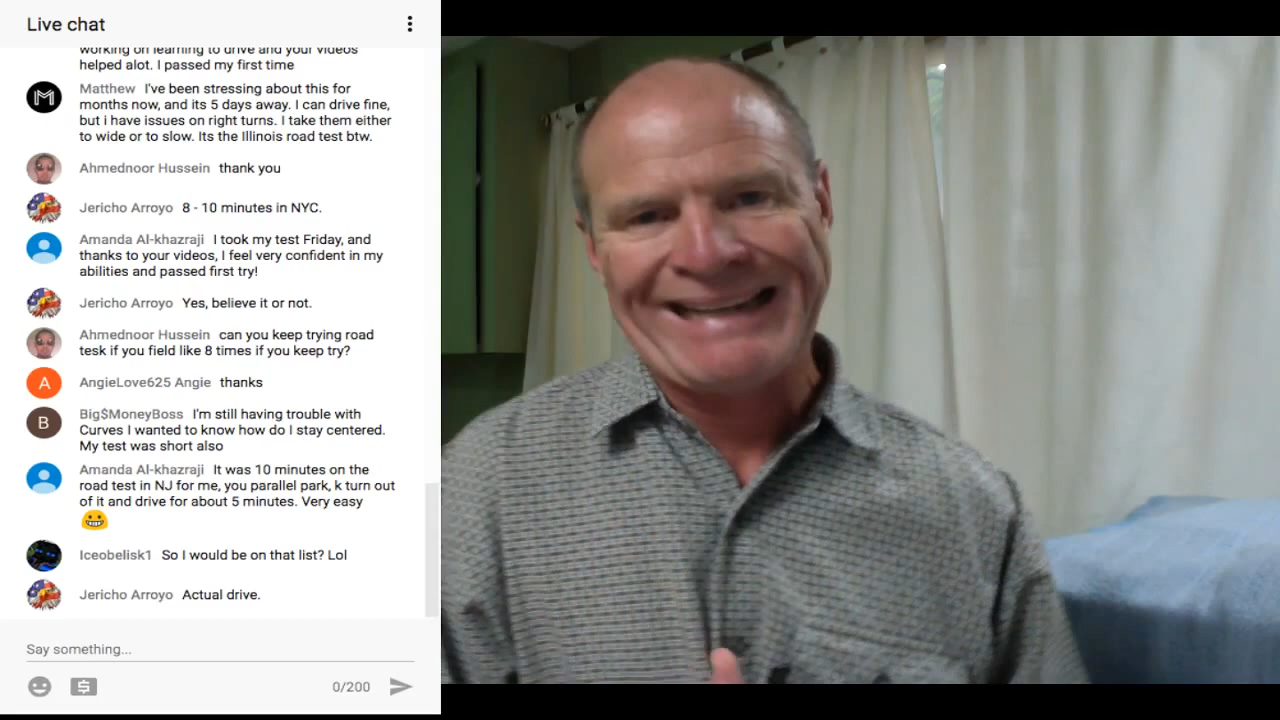 Live chat
working on learning to drive and your videos
helped alot. I passed my first time
Matthew I've been stressing about this for
months now, and its 5 days away. I can drive fine,
but i have issues on right turns. I take them either
to wide or to slow. Its the Illinois road test btw.
Ahmednoor Hussein thank you
Jericho Arroyo 8 - 10 minutes in NYC.
Amanda Al-khazraji I took my test Friday, and
thanks to your videos, I feel very confident in my
abilities and passed first try!
Jericho Arroyo Yes, believe it or not.
Ahmednoor Hussein can you keep trying road
tesk if you field like 8 times if you keep try?
A
AngieLove625 Angie thanks
B
Big$MoneyBoss I'm still having trouble with
Curves I wanted to know how do I stay centered.
My test was short also
Amanda Al-khazraji It was 10 minutes on the
road test in NJ for me, you parallel park, k turn out
of it and drive for about 5 minutes. Very easy
Iceobelisk1 So I would be on that list? Lol
Jericho Arroyo Actual drive.
Say something...
0/200